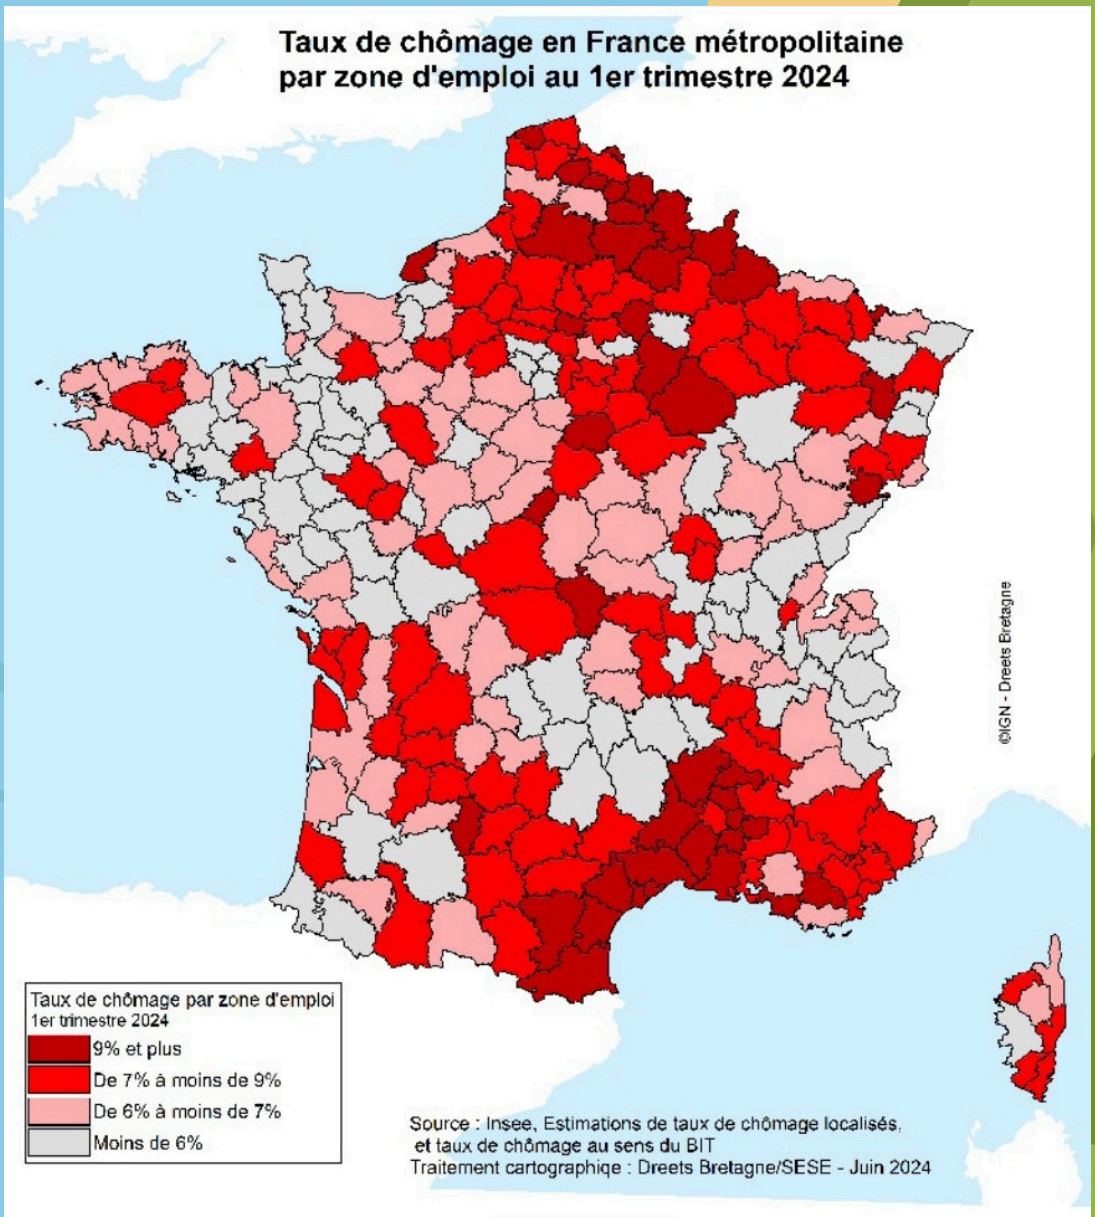 Taux de chômage en France métropolitaine
par zone d'emploi au 1er trimestre 2024
©IGN - Dreets Bretagne
Taux de chômage par zone d'emploi
1er trimestre 2024
9% et plus
De 7% à moins de 9%
De 6% à moins de 7%
Moins de 6%
Source : Insee, Estimations de taux de chômage localisés,
et taux de chômage au sens du BIT
Traitement cartographiqe : Dreets Bretagne/SESE - Juin 2024